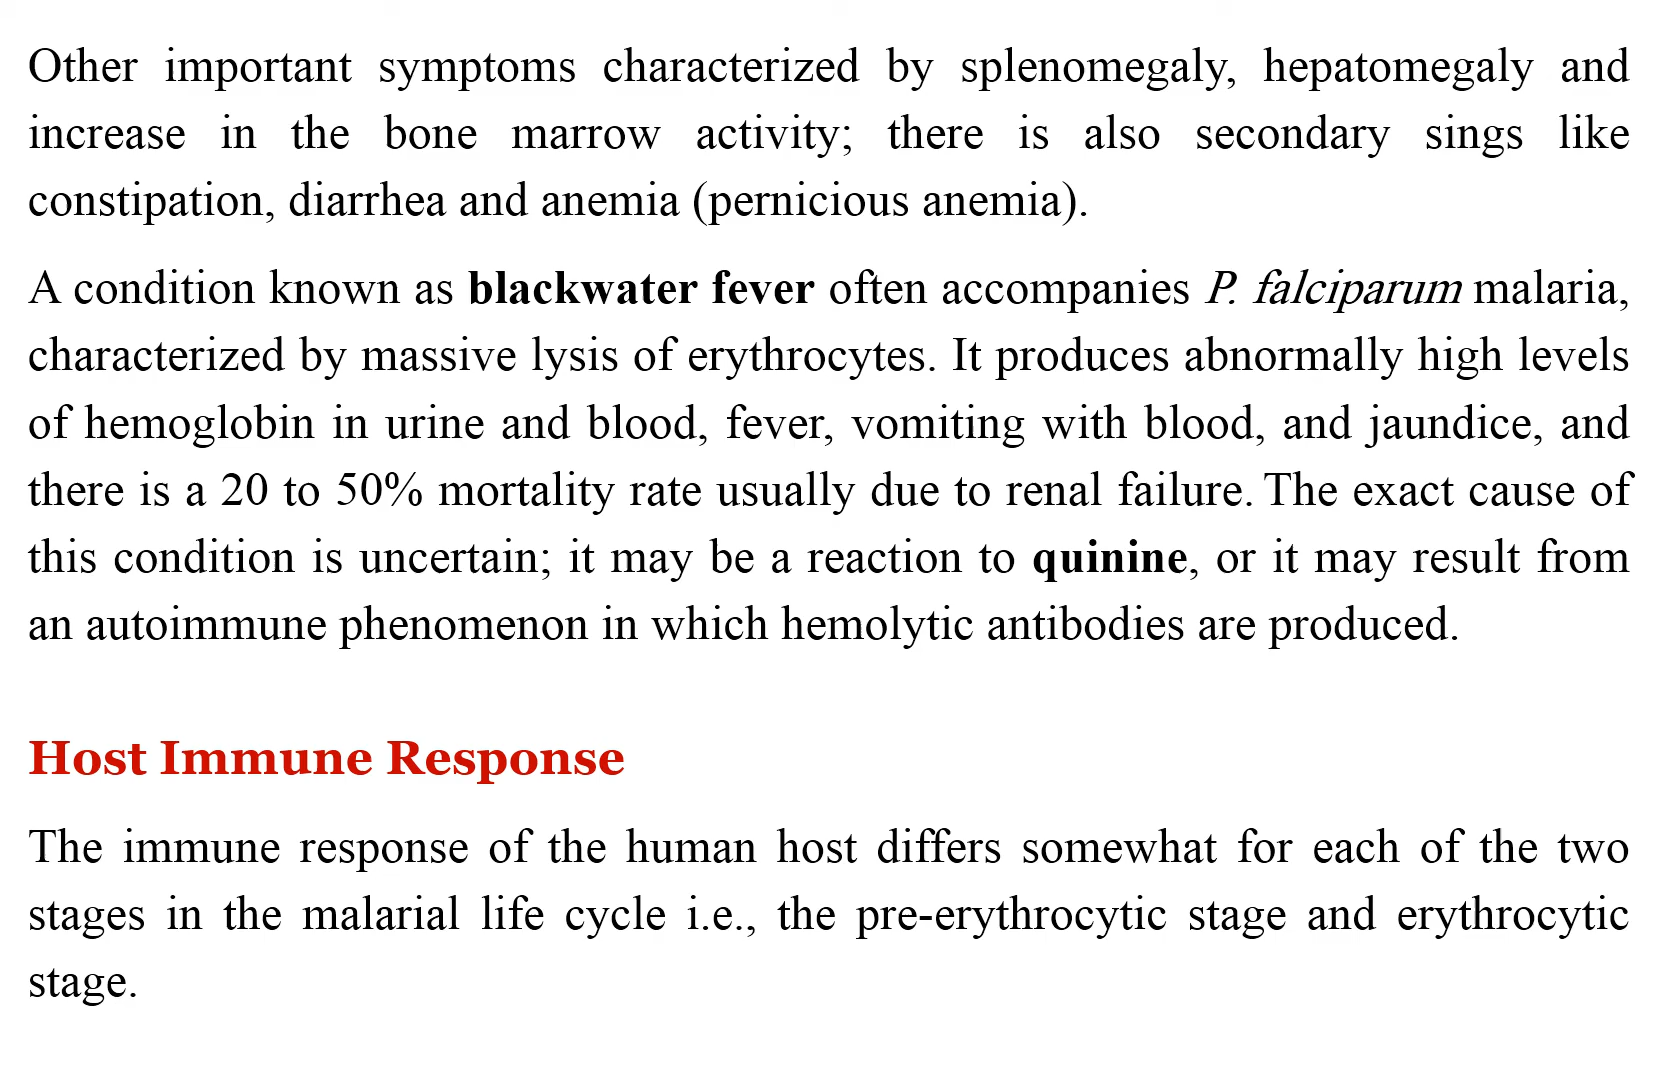 Other important symptoms characterized by splenomegaly, hepatomegaly and
increase in the bone marrow activity; there is also secondary sings like
constipation, diarrhea and anemia (pernicious anemia).
A condition known as blackwater fever often accompanies P. falciparum malaria,
characterized by massive lysis of erythrocytes. It produces abnormally high levels
of hemoglobin in urine and blood, fever, vomiting with blood, and jaundice, and
there is a 20 to 50% mortality rate usually due to renal failure. The exact cause of
this condition is uncertain; it may be a reaction to quinine, or it may result from
an autoimmune phenomenon in which hemolytic antibodies are produced.
Host Immune Response
The immune response of the human host differs somewhat for each of the two
stages in the malarial life cycle i.e., the pre-erythrocytic stage and erythrocytic
stage.